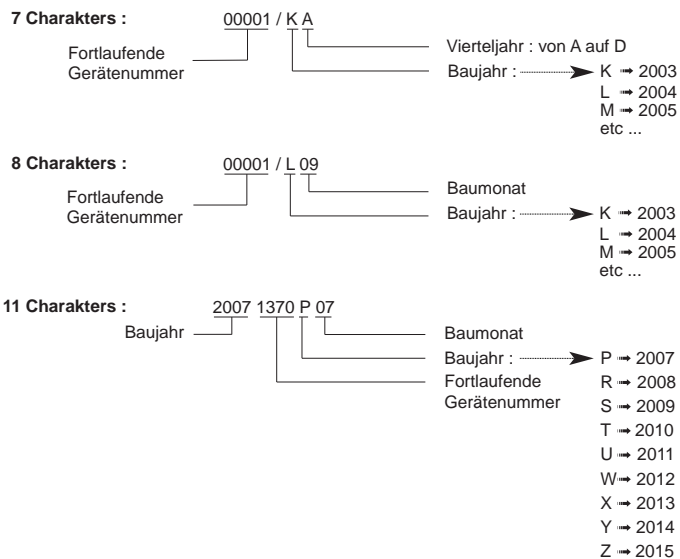 7 Charakters : 00001 / K A
Fortlaufende
Gerätenummer
Vierteljahr : von A auf D
Baujahr : K ➟ 2003
L ➟ 2004
M ➟ 2005
etc ...
8 Charakters : 00001 / L 09
Fortlaufende
Gerätenummer
Baumonat
Baujahr : K ➟ 2003
L ➟ 2004
M ➟ 2005
etc ...
11 Charakters : 2007 1370 P 07
Baujahr
Baumonat
Baujahr : P ➟ 2007
Fortlaufende
Gerätenummer
R ➟ 2008
S ➟ 2009
T ➟ 2010
U ➟ 2011
W ➟ 2012
X ➟ 2013
Y ➟ 2014
Z ➟ 2015